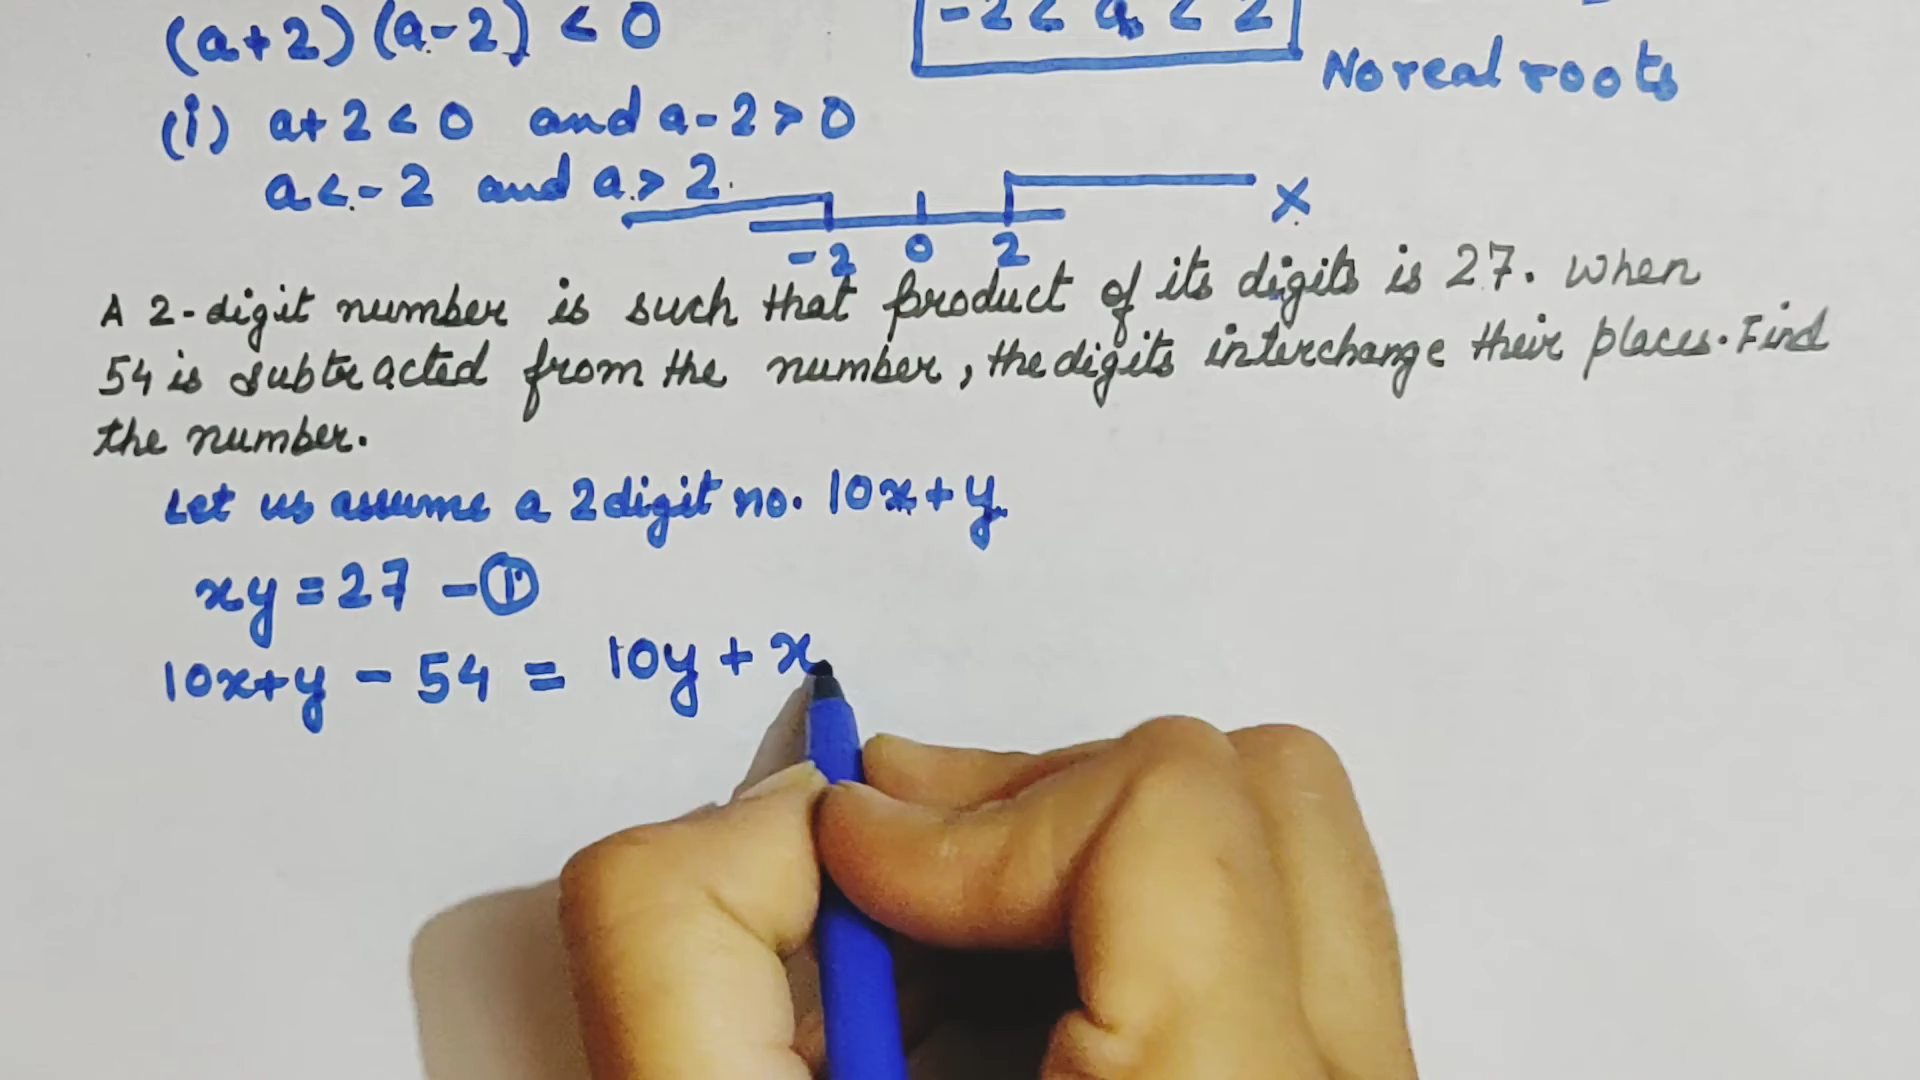 (a+2)(a-2) < 0
-2 < a < 2
No real roots
(i) a+2<0 and a-2>0
a<-2 and a>2
x
-2 0 2
A 2-digit number is such that product of its digits is 27. When
54 is subtracted from the number, the digits interchange their places. Find
the number.
Let us assume a 2 digit no. 10x+y
xy=27 -①
10x+y - 54 = 10y + x